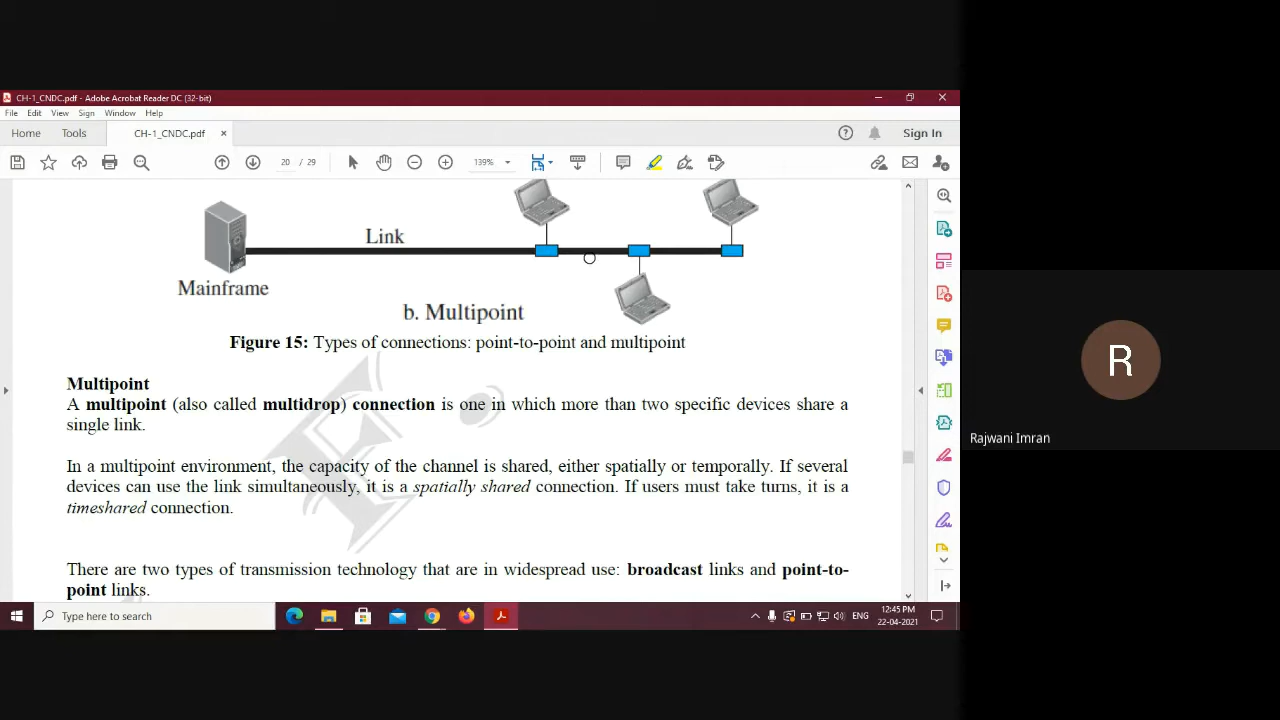 CH-1_CNDC.pdf - Adobe Acrobat Reader DC (32-bit)
File Edit View Sign Window Help
Home Tools CH-1_CNDC.pdf × Sign In
20 / 29 139%
Link
Mainframe
b. Multipoint
Figure 15: Types of connections: point-to-point and multipoint
Multipoint
A multipoint (also called multidrop) connection is one in which more than two specific devices share a
single link.
In a multipoint environment, the capacity of the channel is shared, either spatially or temporally. If several
devices can use the link simultaneously, it is a spatially shared connection. If users must take turns, it is a
timeshared connection.
There are two types of transmission technology that are in widespread use: broadcast links and point-to-
point links.
Type here to search
ENG
12:45 PM
22-04-2021
R
Rajwani Imran